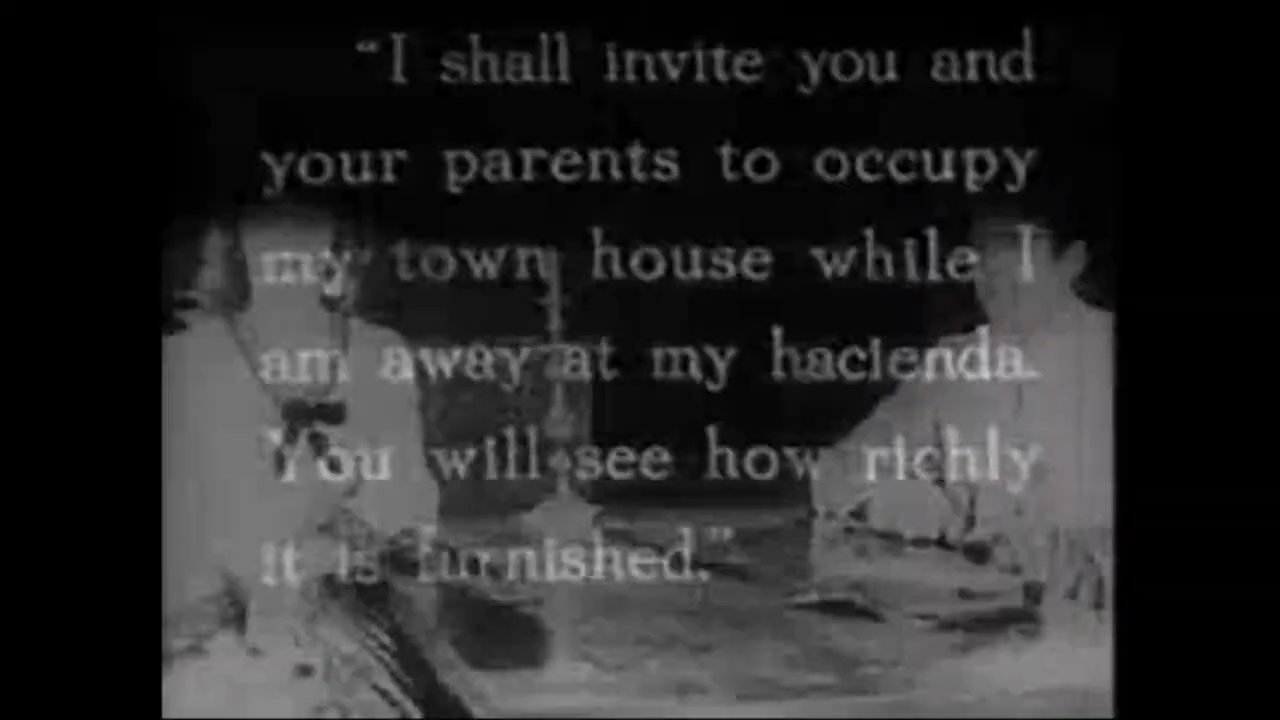 “I shall invite you and
your parents to occupy
my town house while I
am away at my hacienda.
You will see how richly
it is furnished.”